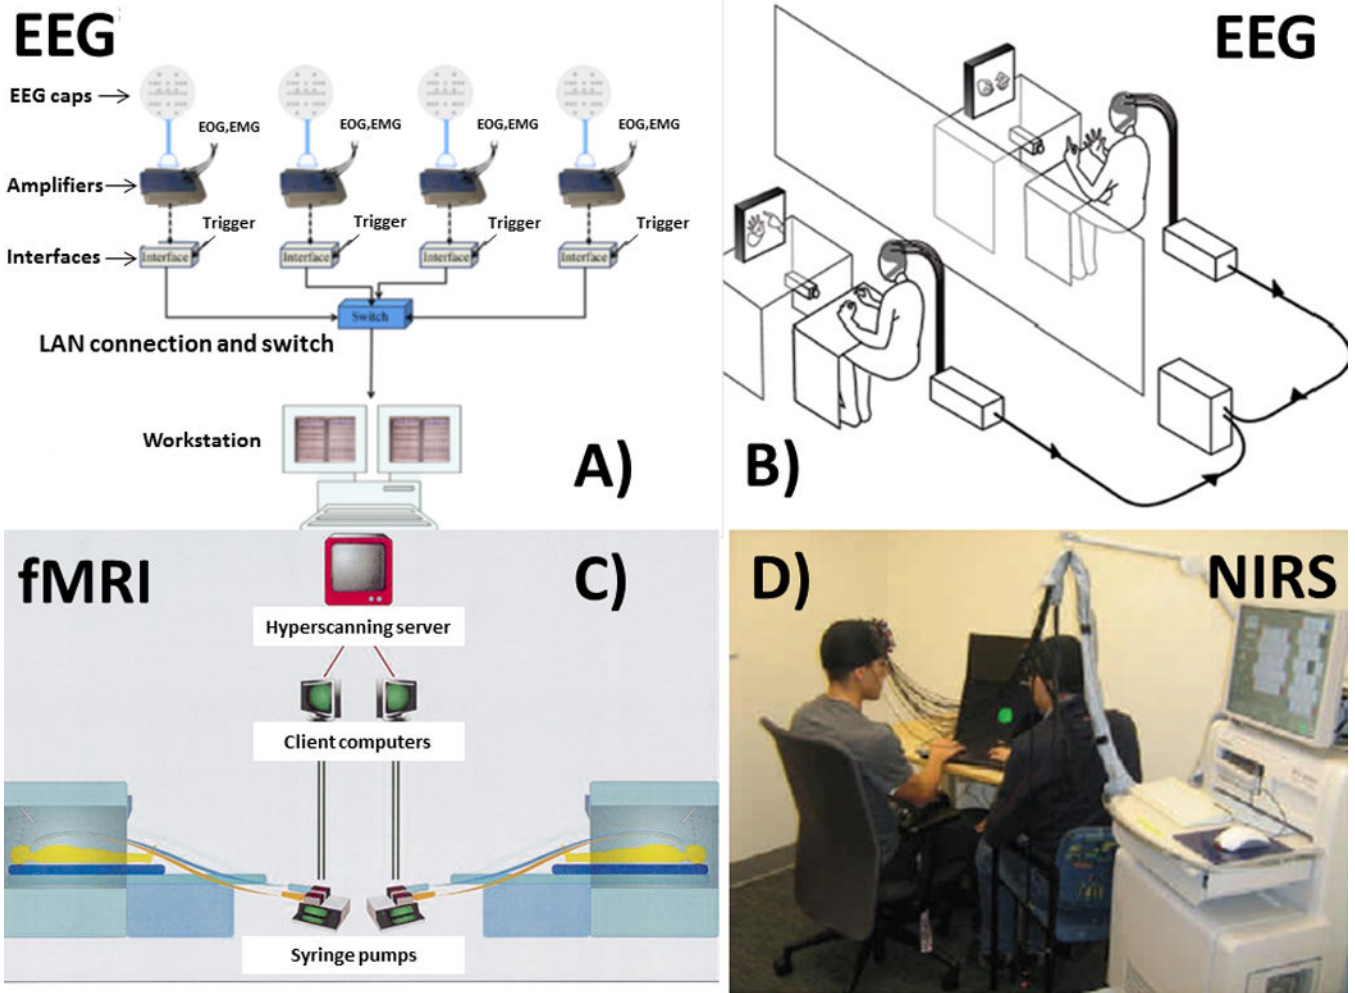 EEG
EEG caps
EOG,EMG
EOG,EMG
EOG,EMG
EOG,EMG
Amplifiers
Trigger
Trigger
Trigger
Trigger
Interfaces
Interface
Interface
Interface
Interface
Switch
LAN connection and switch
Workstation
A)
EEG
B)
fMRI
C)
Hyperscanning server
Client computers
Syringe pumps
D)
NIRS